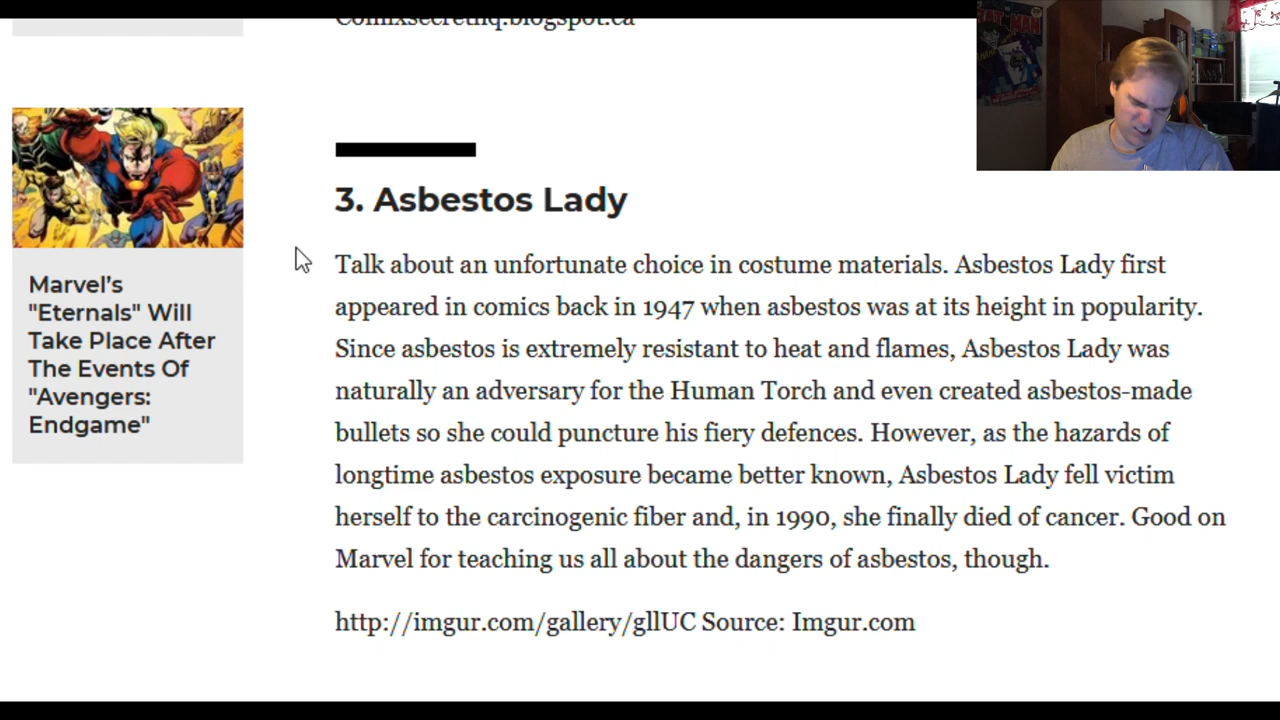 Comixsecrethq.blogspot.ca
BATMAN
Marvel’s
"Eternals" Will
Take Place After
The Events Of
"Avengers:
Endgame"
3. Asbestos Lady
Talk about an unfortunate choice in costume materials. Asbestos Lady first
appeared in comics back in 1947 when asbestos was at its height in popularity.
Since asbestos is extremely resistant to heat and flames, Asbestos Lady was
naturally an adversary for the Human Torch and even created asbestos-made
bullets so she could puncture his fiery defences. However, as the hazards of
longtime asbestos exposure became better known, Asbestos Lady fell victim
herself to the carcinogenic fiber and, in 1990, she finally died of cancer. Good on
Marvel for teaching us all about the dangers of asbestos, though.
http://imgur.com/gallery/gllUC Source: Imgur.com